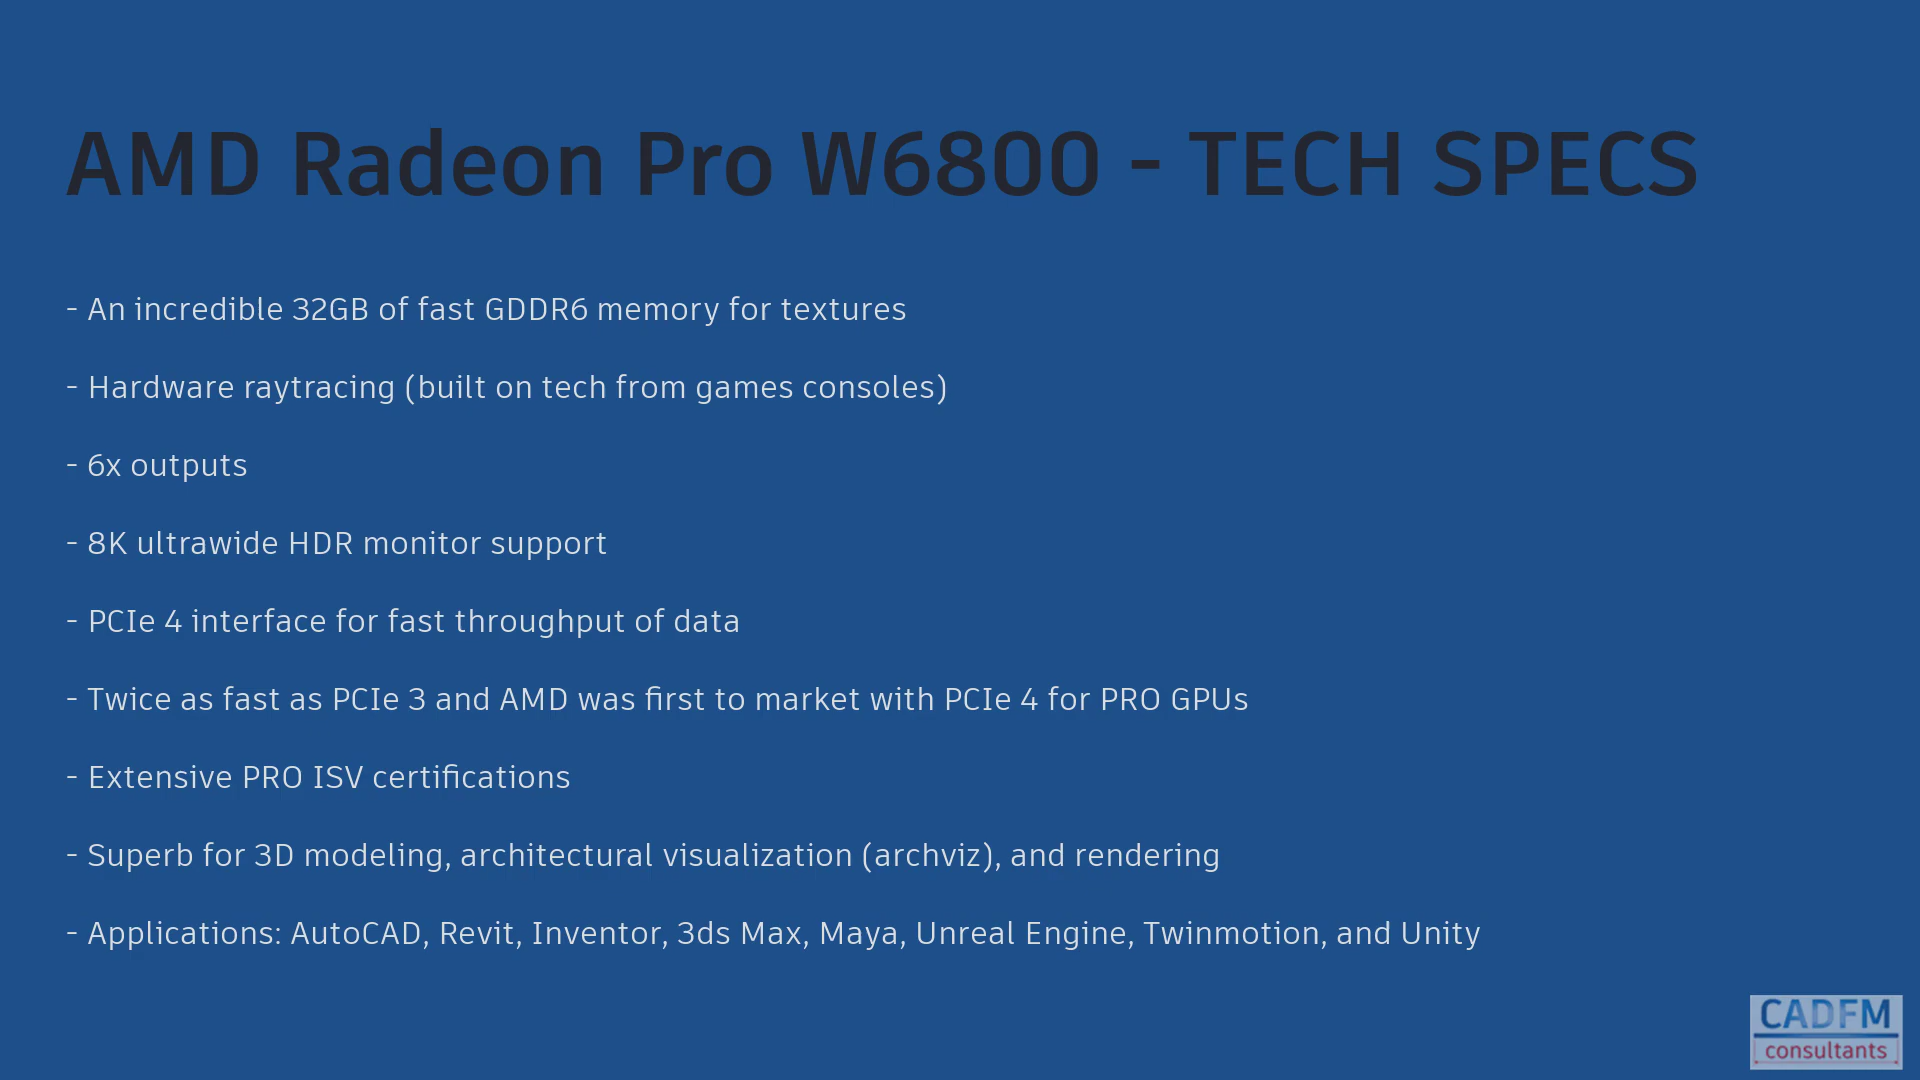 AMD Radeon Pro W6800 - TECH SPECS
- An incredible 32GB of fast GDDR6 memory for textures
- Hardware raytracing (built on tech from games consoles)
- 6x outputs
- 8K ultrawide HDR monitor support
- PCIe 4 interface for fast throughput of data
- Twice as fast as PCIe 3 and AMD was first to market with PCIe 4 for PRO GPUs
- Extensive PRO ISV certifications
- Superb for 3D modeling, architectural visualization (archviz), and rendering
- Applications: AutoCAD, Revit, Inventor, 3ds Max, Maya, Unreal Engine, Twinmotion, and Unity
CADFM
consultants